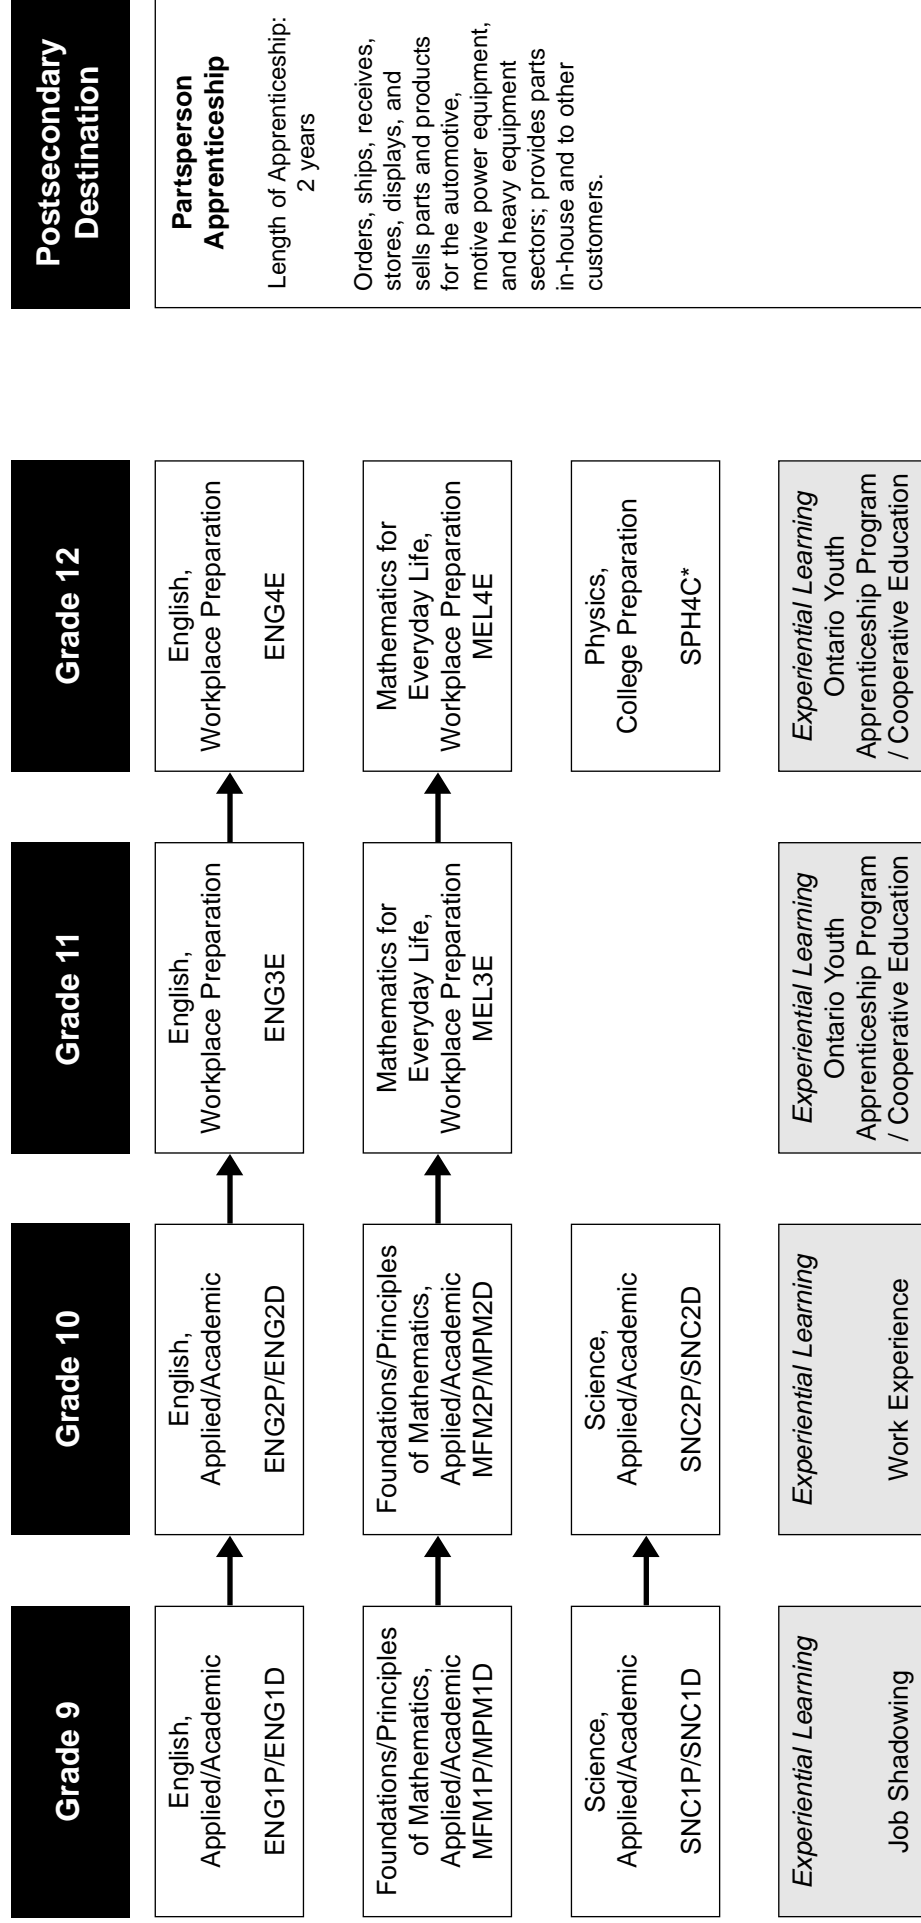 Grade 9
Grade 10
Grade 11
Grade 12
Postsecondary
Destination
English,
Applied/Academic
ENG1P/ENG1D
English,
Applied/Academic
ENG2P/ENG2D
English,
Workplace Preparation
ENG3E
English,
Workplace Preparation
ENG4E
Foundations/Principles
of Mathematics,
Applied/Academic
MFM1P/MPM1D
Foundations/Principles
of Mathematics,
Applied/Academic
MFM2P/MPM2D
Mathematics for
Everyday Life,
Workplace Preparation
MEL3E
Mathematics for
Everyday Life,
Workplace Preparation
MEL4E
Science,
Applied/Academic
SNC1P/SNC1D
Science,
Applied/Academic
SNC2P/SNC2D
Physics,
College Preparation
SPH4C*
Experiential Learning
Job Shadowing
Experiential Learning
Work Experience
Experiential Learning
Ontario Youth
Apprenticeship Program
/ Cooperative Education
Experiential Learning
Ontario Youth
Apprenticeship Program
/ Cooperative Education
Partsperson
Apprenticeship
Length of Apprenticeship:
2 years
Orders, ships, receives,
stores, displays, and
sells parts and products
for the automotive,
motive power equipment,
and heavy equipment
sectors; provides parts
in-house and to other
customers.